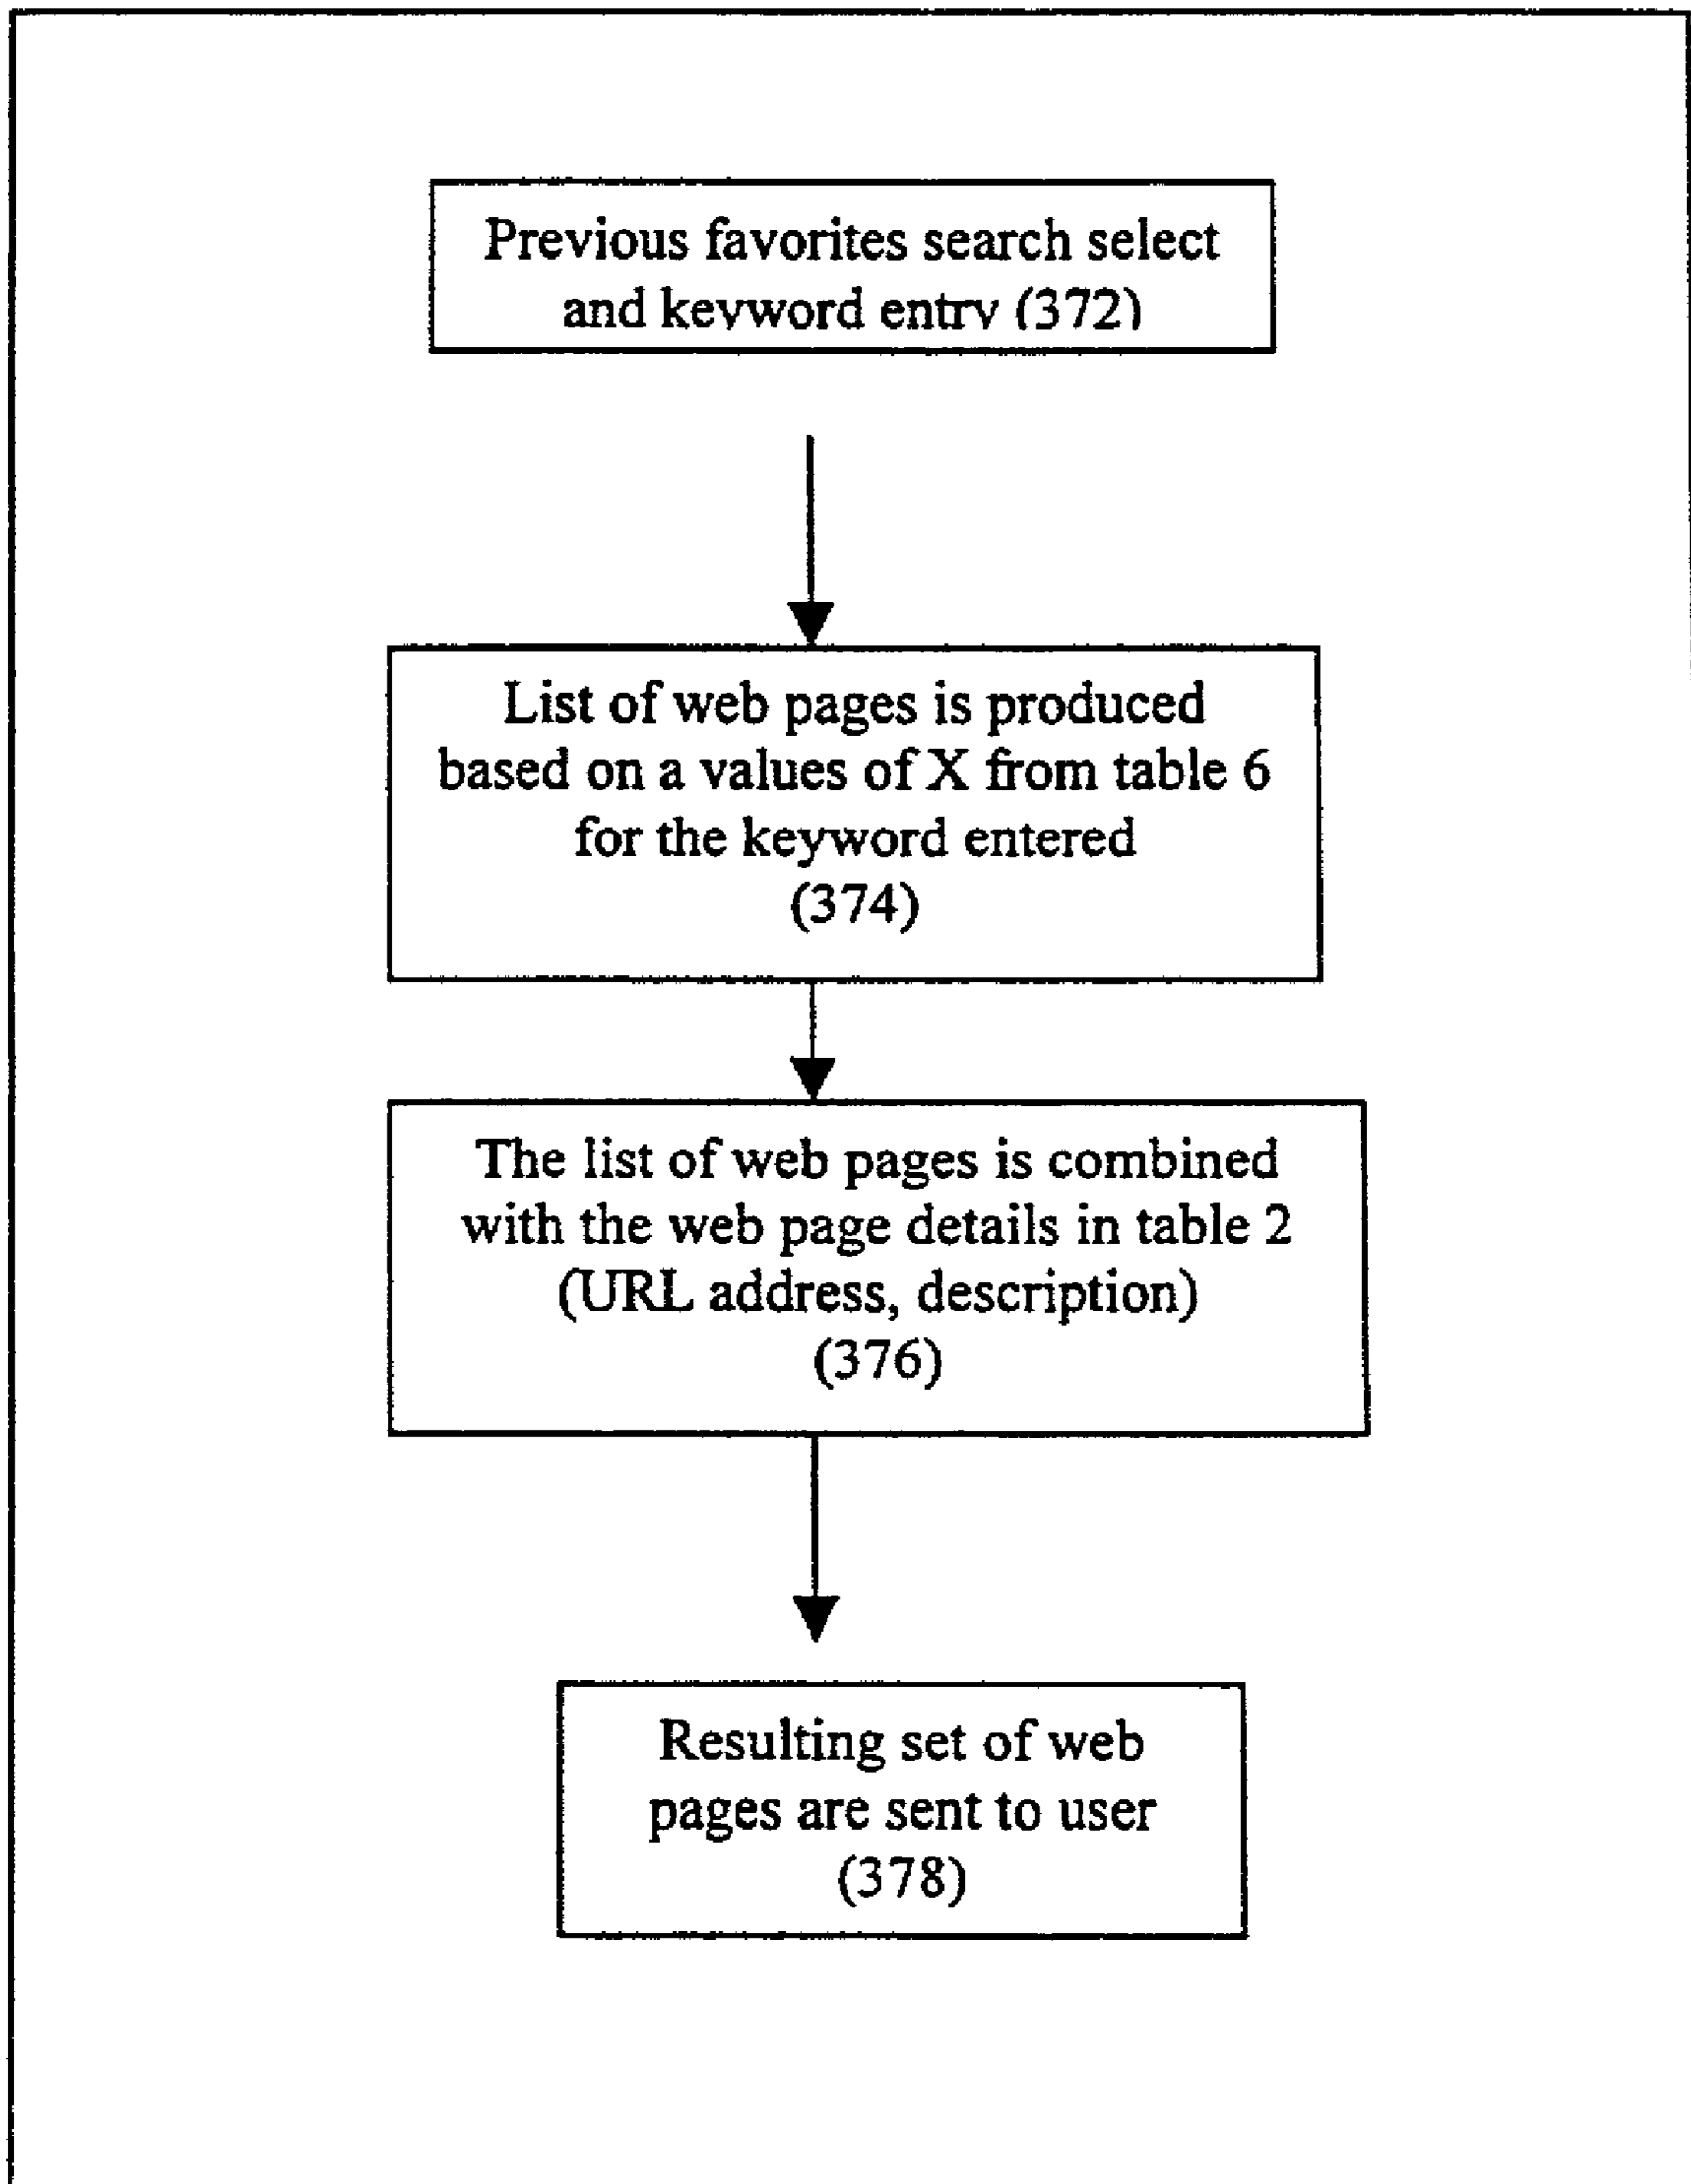 Previous favorites search select
and keyword entry (372)
List of web pages is produced
based on a values of X from table 6
for the keyword entered
(374)
The list of web pages is combined
with the web page details in table 2
(URL address, description)
(376)
Resulting set of web
pages are sent to user
(378)